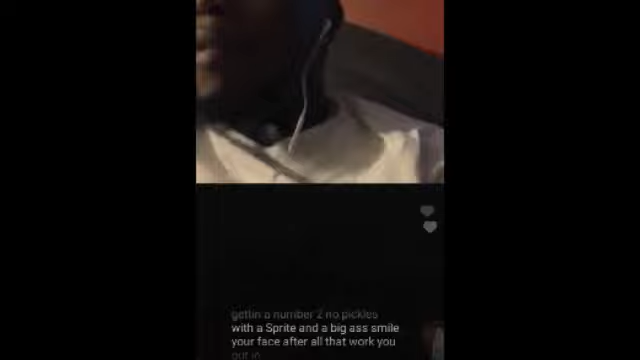 gettin a number 2 no pickles
with a Sprite and a big ass smile
your face after all that work you
put in